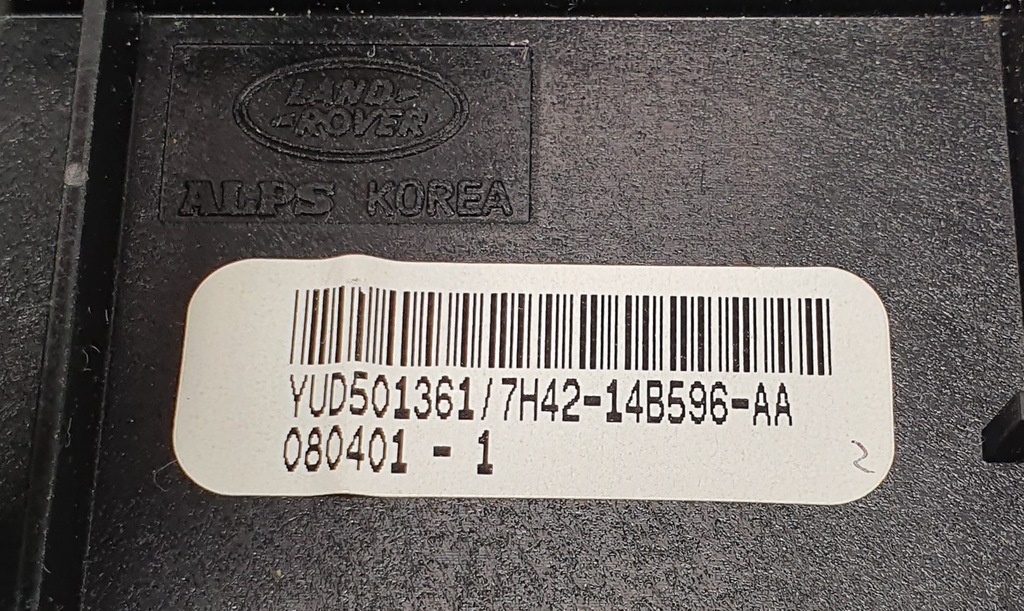 LAND
ROVER
ALPS KOREA
YUD501361/7H42-14B596-AA
080401 - 1
2